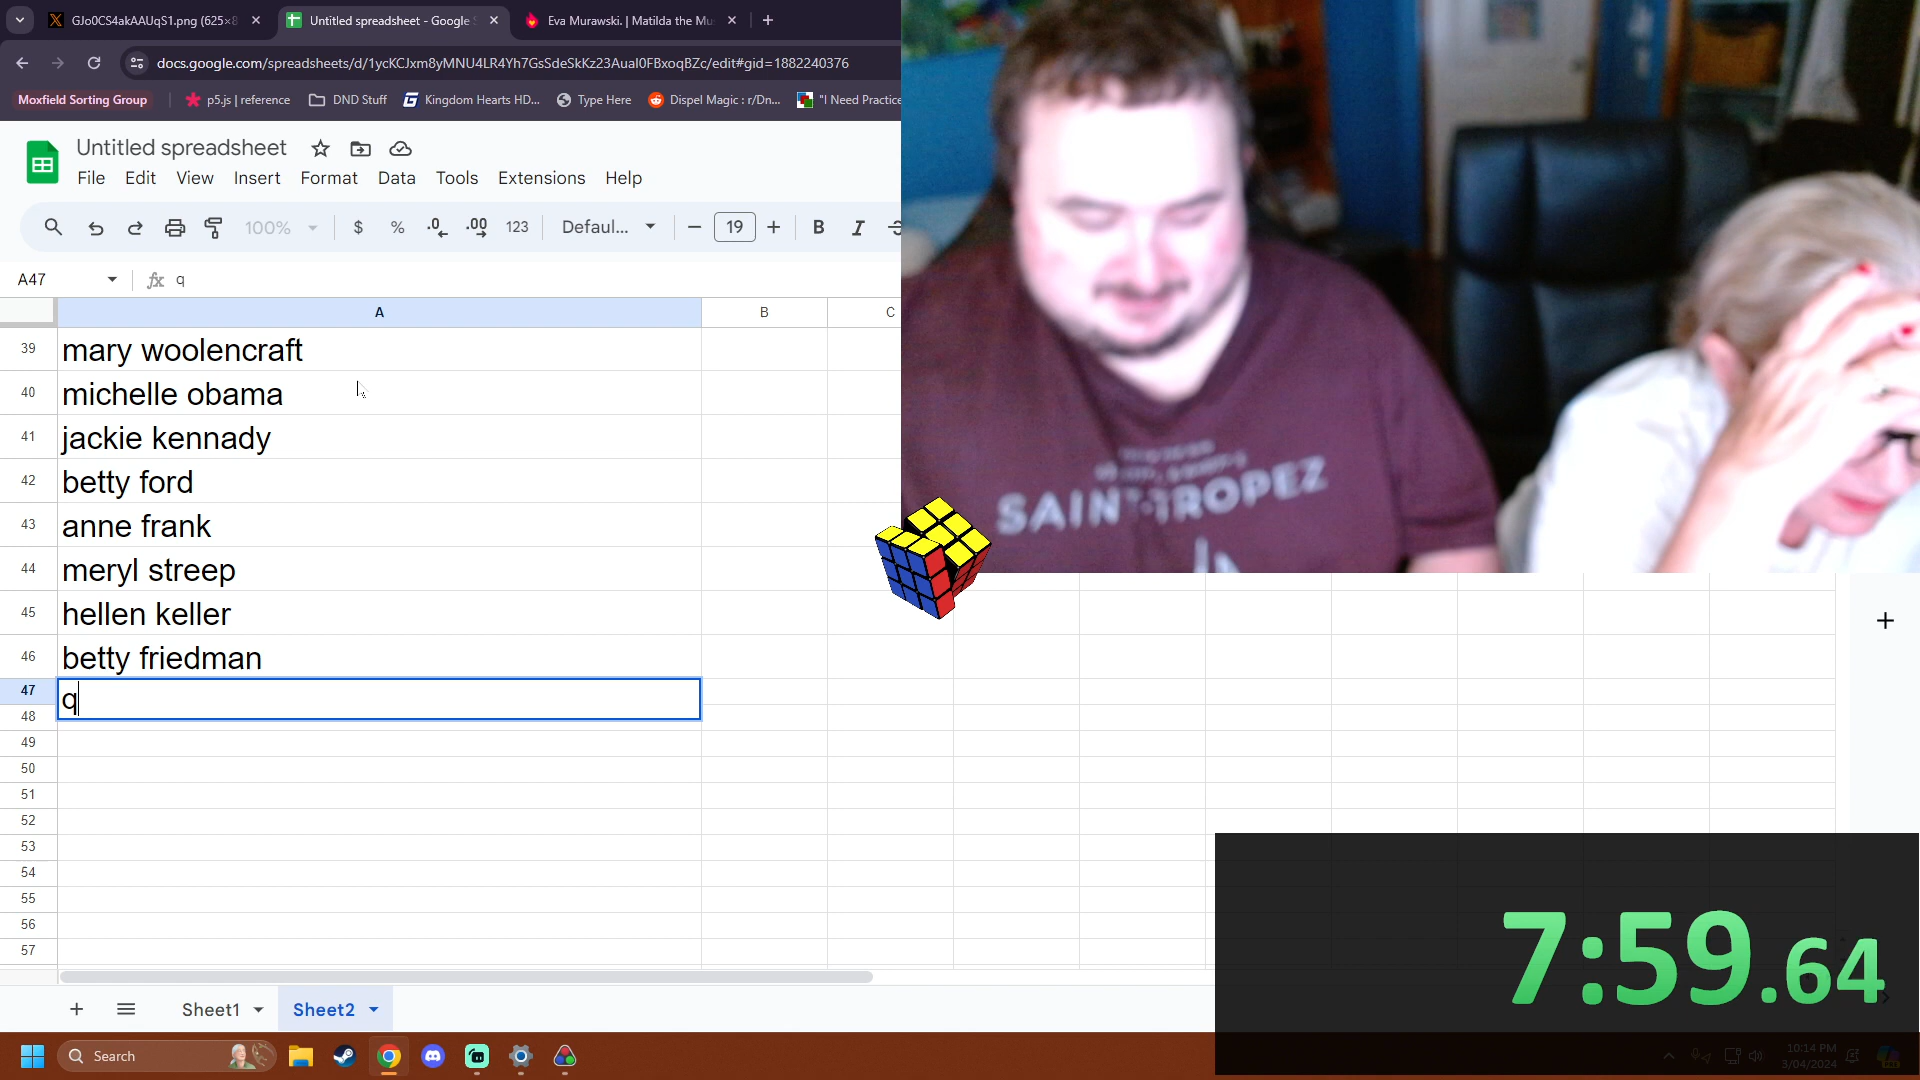 GJo0CS4akAAUqS1.png (625×8
Untitled spreadsheet - Google
Eva Murawski. | Matilda the Mu
docs.google.com/spreadsheets/d/1ycKCJxm8yMNU4LR4Yh7GsSdeSkKz23AuaI0FBxoqBZc/edit#gid=1882240376
Moxfield Sorting Group
p5.js | reference
DND Stuff
Kingdom Hearts HD...
Type Here
Dispel Magic : r/Dn...
"I Need Practice
Untitled spreadsheet
File Edit View Insert Format Data Tools Extensions Help
100% $ % .0 .00 123 Defaul... 19 B I
A47 fx q
A B C
39 mary woolencraft
40 michelle obama
41 jackie kennady
42 betty ford
43 anne frank
44 meryl streep
45 hellen keller
46 betty friedman
47 q
48
49
50
51
52
53
54
55
56
57
SAINT-TROPEZ
7:59.64
Sheet1 Sheet2
Search
10:14 PM
3/04/2024